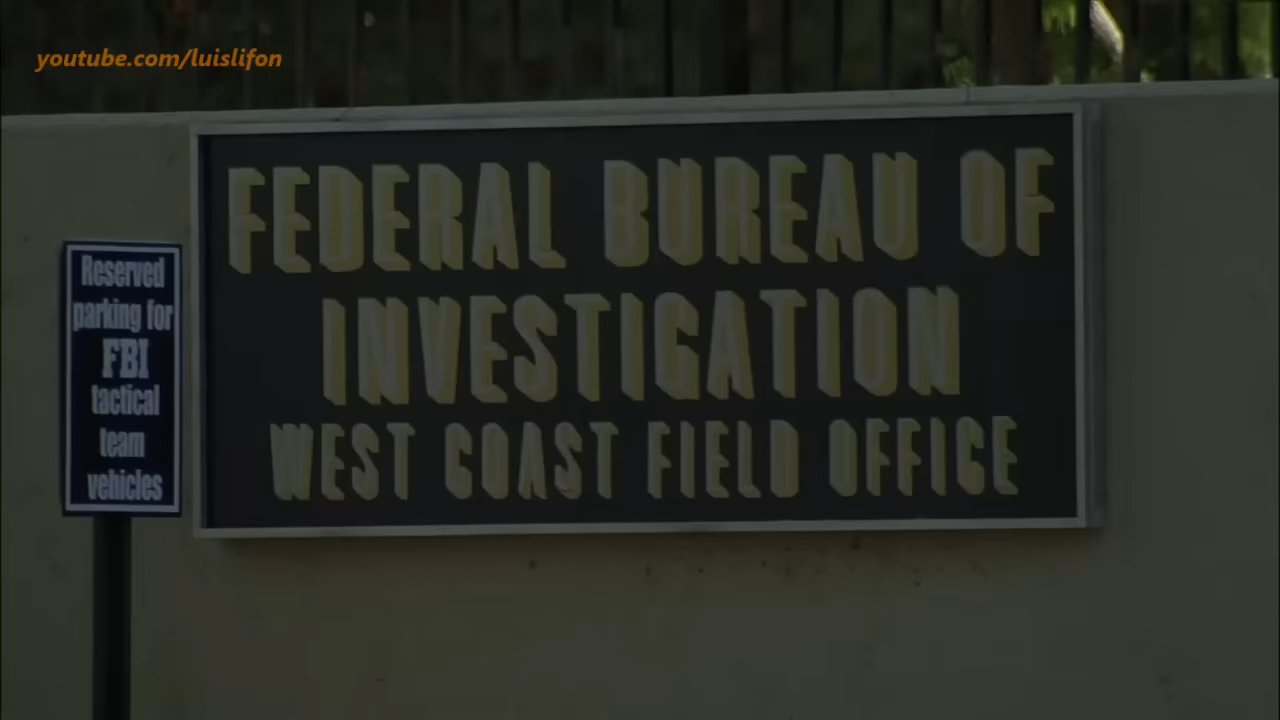 youtube.com/luislifon
FEDERAL BUREAU OF
INVESTIGATION
WEST COAST FIELD OFFICE
Reserved
parking for
FBI
tactical
team
vehicles